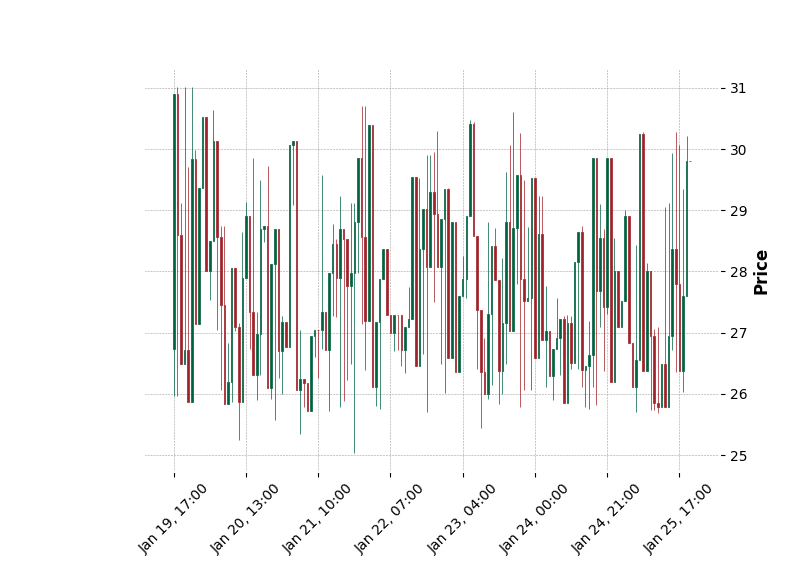 31
30
29
28
27
26
25
Price
Jan 19, 17:00
Jan 20, 13:00
Jan 21, 10:00
Jan 22, 07:00
Jan 23, 04:00
Jan 24, 00:00
Jan 24, 21:00
Jan 25, 17:00